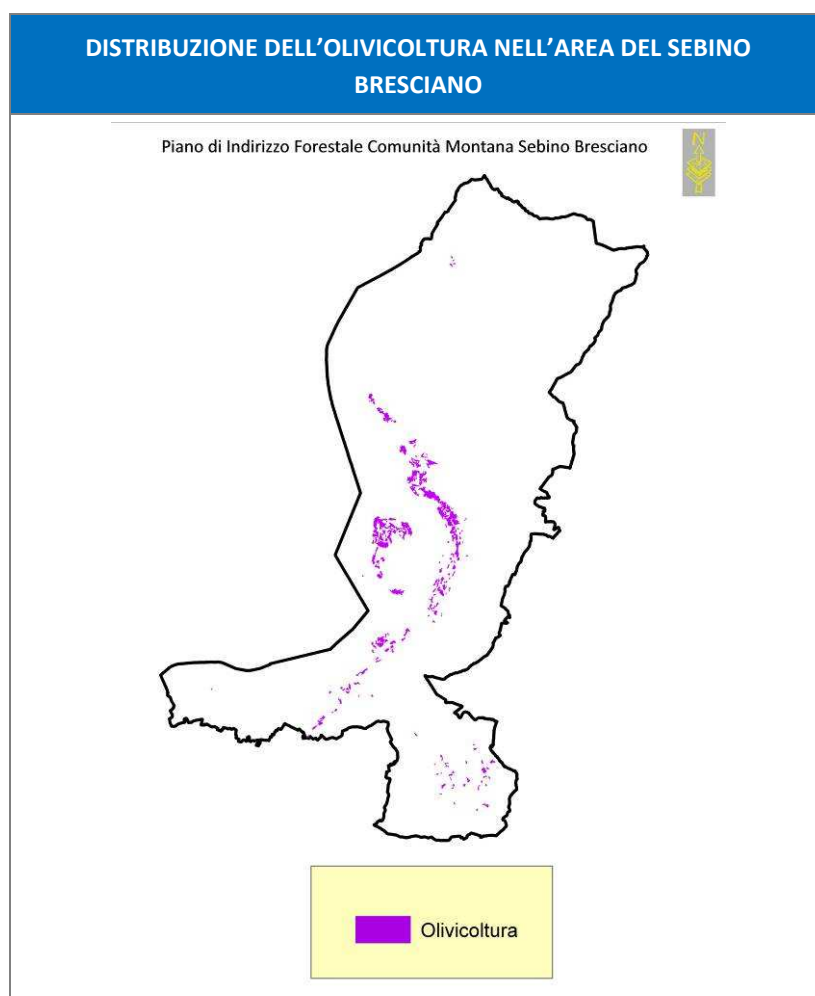 DISTRIBUZIONE DELL’OLIVICOLTURA NELL’AREA DEL SEBINO
BRESCIANO
Piano di Indirizzo Forestale Comunità Montana Sebino Bresciano
N
Olivicoltura